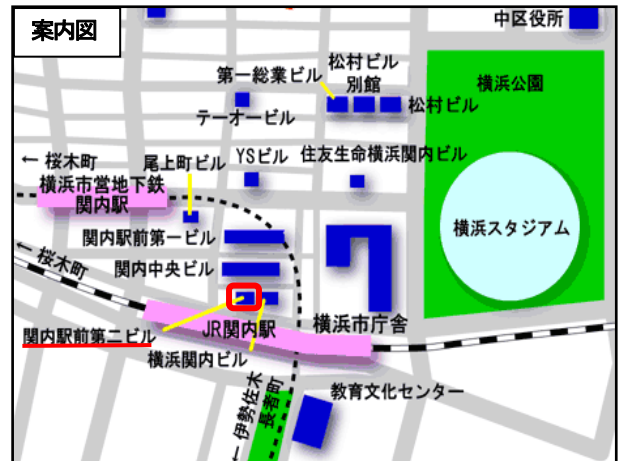 案内図
中区役所
松村ビル
別館
第一総業ビル
横浜公園
松村ビル
テーオービル
← 桜木町
尾上町ビル
YSビル
住友生命横浜関内ビル
横浜市営地下鉄
関内駅
横浜スタジアム
関内駅前第一ビル
← 桜木町
関内中央ビル
関内駅前第二ビル
JR関内駅
横浜市庁舎
横浜関内ビル
教育文化センター
← 伊勢佐木
長者町